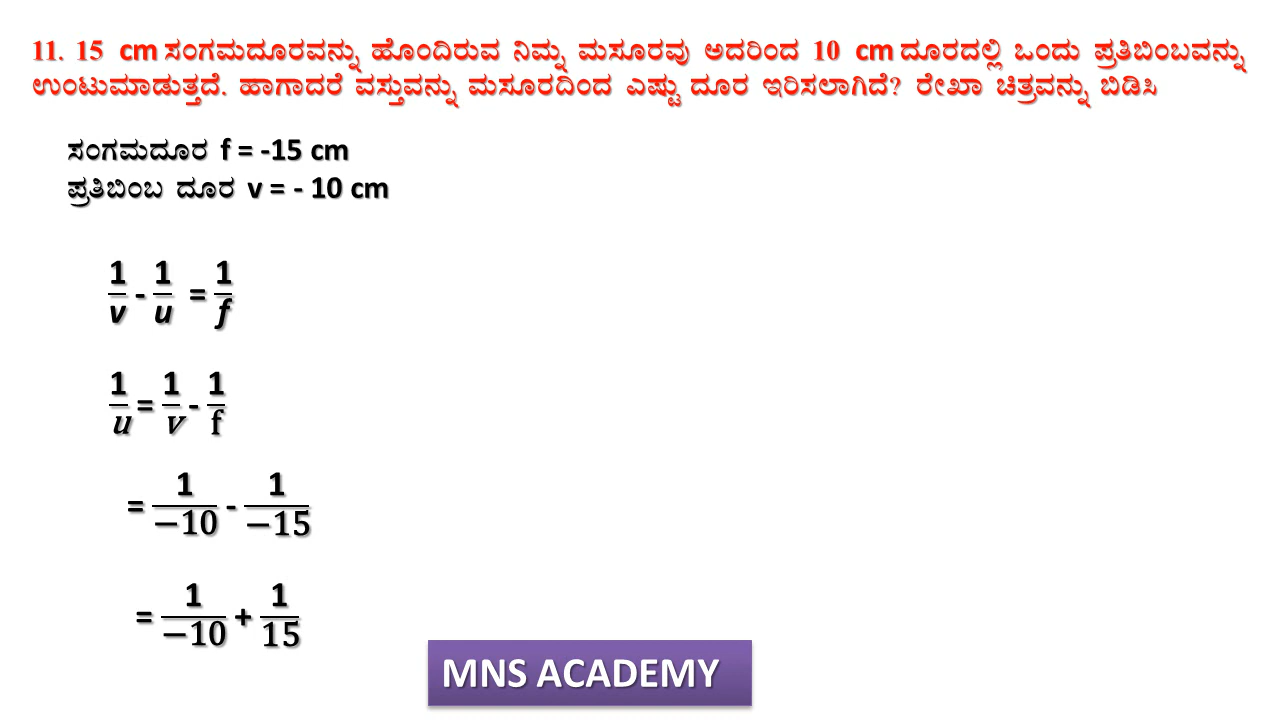 11. 15 cm ಸಂಗಮದೂರವನ್ನು ಹೊಂದಿರುವ ನಿಮ್ನ ಮಸೂರವು ಅದರಿಂದ 10 cm ದೂರದಲ್ಲಿ ಒಂದು ಪ್ರತಿಬಿಂಬವನ್ನು
ಉಂಟುಮಾಡುತ್ತದೆ. ಹಾಗಾದರೆ ವಸ್ತುವನ್ನು ಮಸೂರದಿಂದ ಎಷ್ಟು ದೂರ ಇರಿಸಲಾಗಿದೆ? ರೇಖಾ ಚಿತ್ರವನ್ನು ಬಿಡಿಸಿ
ಸಂಗಮದೂರ f = -15 cm
ಪ್ರತಿಬಿಂಬ ದೂರ v = - 10 cm
1/v - 1/u = 1/f
1/u = 1/v - 1/f
= 1/−10 - 1/−15
= 1/−10 + 1/15
MNS ACADEMY